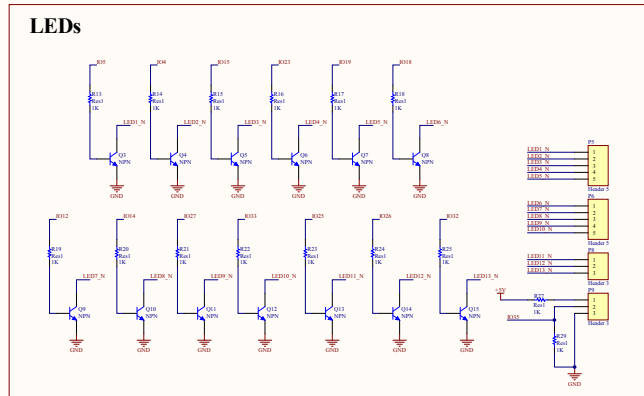 LEDs
IO5 IO4 IO15 IO23 IO19 IO18
R13 R14 R15 R16 R17 R18
Res1 Res1 Res1 Res1 Res1 Res1
1K 1K 1K 1K 1K 1K
LED1_N LED2_N LED3_N LED4_N LED5_N LED6_N
Q3 Q4 Q5 Q6 Q7 Q8
NPN NPN NPN NPN NPN NPN
GND GND GND GND GND GND
IO12 IO14 IO27 IO33 IO25 IO26 IO32
R19 R20 R21 R22 R23 R24 R25
Res1 Res1 Res1 Res1 Res1 Res1 Res1
1K 1K 1K 1K 1K 1K 1K
LED7_N LED8_N LED9_N LED10_N LED11_N LED12_N LED13_N
Q9 Q10 Q11 Q12 Q13 Q14 Q15
NPN NPN NPN NPN NPN NPN NPN
GND GND GND GND GND GND GND
P5
LED1_N 1
LED2_N 2
LED3_N 3
LED4_N 4
LED5_N 5
Header 5
P6
LED6_N 1
LED7_N 2
LED8_N 3
LED9_N 4
LED10_N 5
Header 5
P8
LED11_N 1
LED12_N 2
LED13_N 3
Header 3
P9
+5V 1
Res1 2
1K 3
Header 3
IO35
R29
Res1
1K
GND